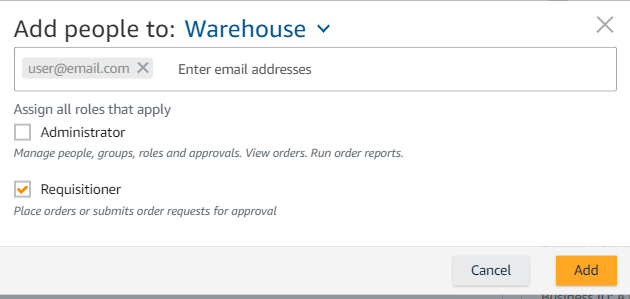 Add people to: Warehouse
user@email.com Enter email addresses
Assign all roles that apply
Administrator
Manage people, groups, roles and approvals. View orders. Run order reports.
Requisitioner
Place orders or submits order requests for approval
Cancel Add